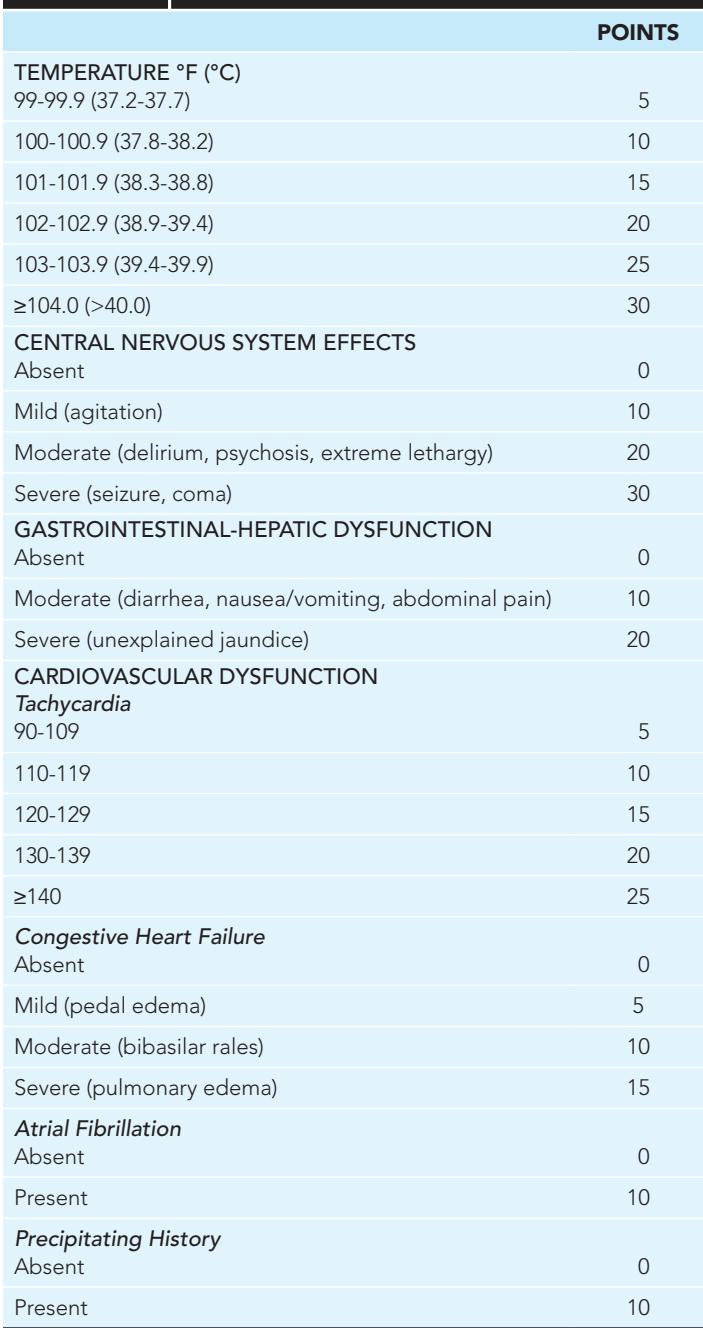 POINTS
TEMPERATURE °F (°C)
99-99.9 (37.2-37.7) 5
100-100.9 (37.8-38.2) 10
101-101.9 (38.3-38.8) 15
102-102.9 (38.9-39.4) 20
103-103.9 (39.4-39.9) 25
≥104.0 (>40.0) 30
CENTRAL NERVOUS SYSTEM EFFECTS
Absent 0
Mild (agitation) 10
Moderate (delirium, psychosis, extreme lethargy) 20
Severe (seizure, coma) 30
GASTROINTESTINAL-HEPATIC DYSFUNCTION
Absent 0
Moderate (diarrhea, nausea/vomiting, abdominal pain) 10
Severe (unexplained jaundice) 20
CARDIOVASCULAR DYSFUNCTION
Tachycardia
90-109 5
110-119 10
120-129 15
130-139 20
≥140 25
Congestive Heart Failure
Absent 0
Mild (pedal edema) 5
Moderate (bibasilar rales) 10
Severe (pulmonary edema) 15
Atrial Fibrillation
Absent 0
Present 10
Precipitating History
Absent 0
Present 10